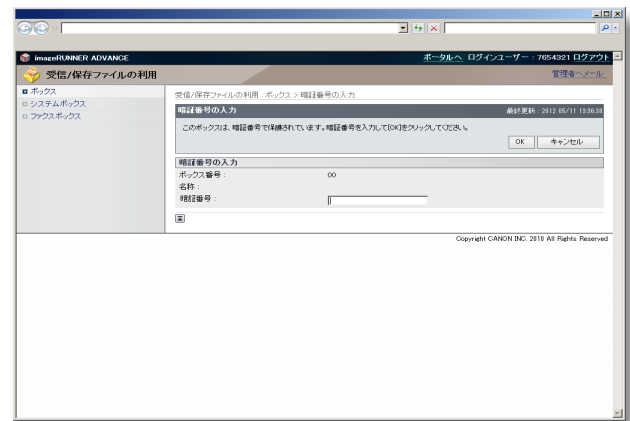 imageRUNNER ADVANCE
ポータルへ ログインユーザー : 7654321 ログアウト
受信/保存ファイルの利用
管理者へメール
ボックス
システムボックス
ファクスボックス
受信/保存ファイルの利用 : ボックス > 暗証番号の入力
暗証番号の入力
最終更新 : 2012 05/11 13:36:38
このボックスは、暗証番号で保護されています。暗証番号を入力して[OK]をクリックしてください。
OK
キャンセル
暗証番号の入力
ボックス番号 :
00
名称 :
暗証番号 :
Copyright CANON INC. 2010 All Rights Reserved